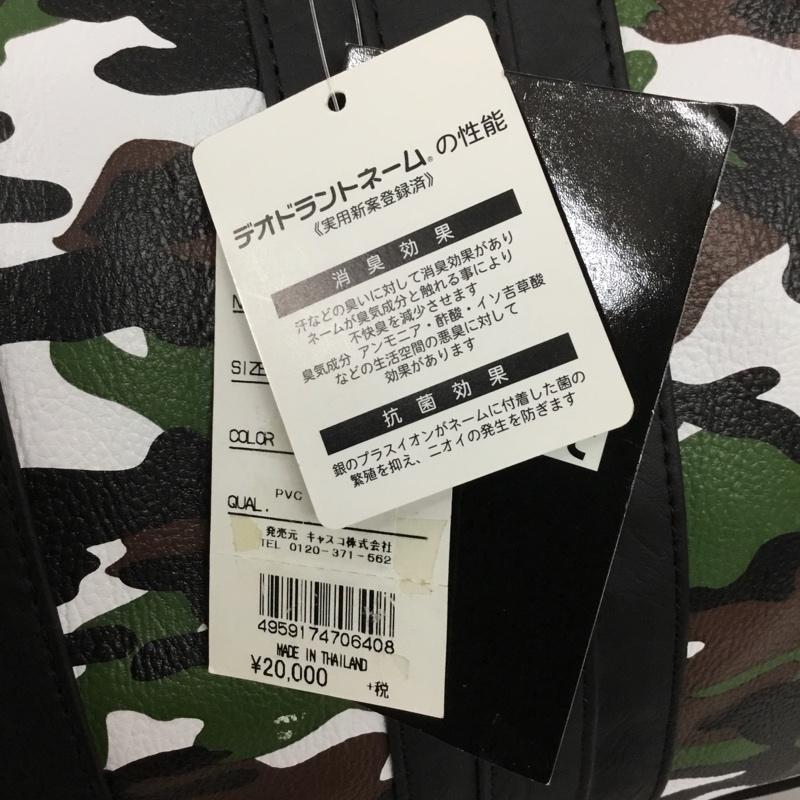 デオドラントネーム®の性能
《実用新案登録済》
消臭効果
汗などの臭いに対して消臭効果があり
ネームが臭気成分と触れる事により
不快臭を減少させます
臭気成分 アンモニア・酢酸・イソ吉草酸
などの生活空間の悪臭に対して
効果があります
抗菌効果
銀のプラスイオンがネームに付着した菌の
繁殖を抑え、ニオイの発生を防ぎます
SIZE
COLOR
QUAL. PVC
発売元 キャスコ株式会社
TEL 0120-371-562
4959174706408
MADE IN THAILAND
¥20,000 +税